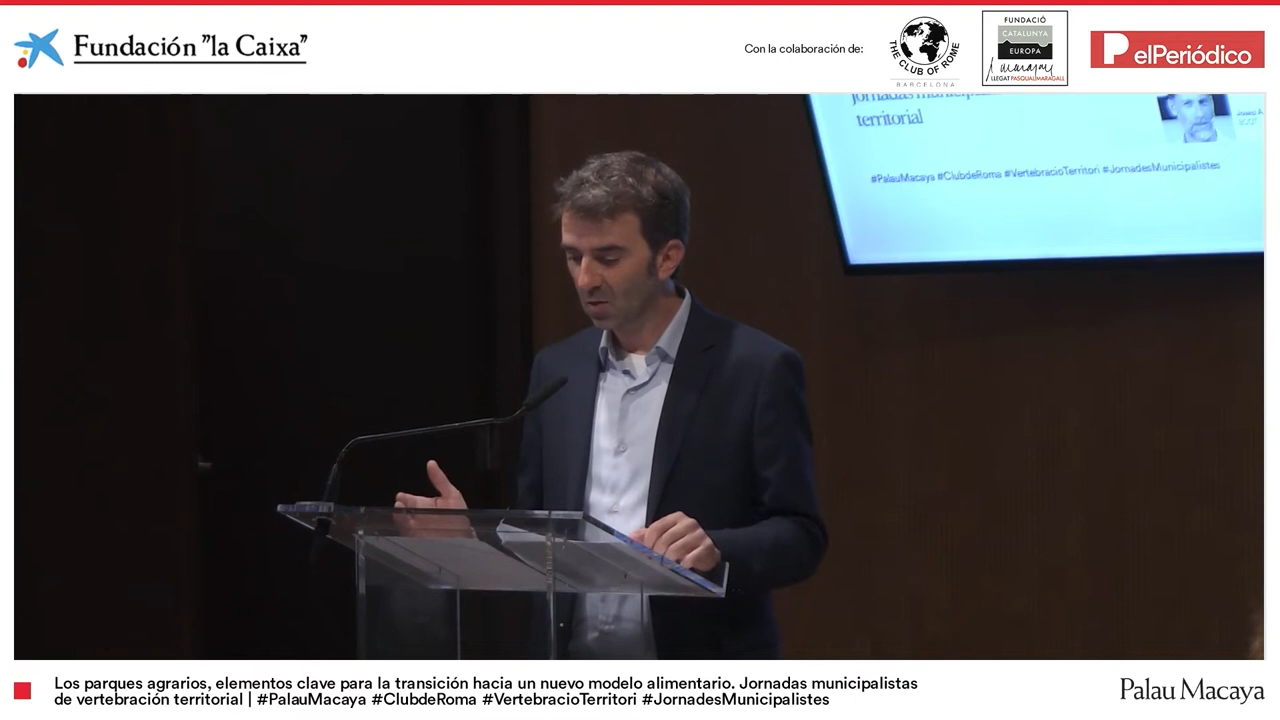 Fundación "la Caixa"
Con la colaboración de:
THE CLUB OF ROME
BARCELONA
FUNDACIÓ
CATALUNYA
EUROPA
LLEGAT PASQUAL MARAGALL
elPeriódico
jornadas
territorial
#PalauMacaya #ClubdeRoma #VertebracioTerritori #JornadesMunicipalistes
Los parques agrarios, elementos clave para la transición hacia un nuevo modelo alimentario. Jornadas municipalistas
de vertebración territorial | #PalauMacaya #ClubdeRoma #VertebracioTerritori #JornadesMunicipalistes
Palau Macaya